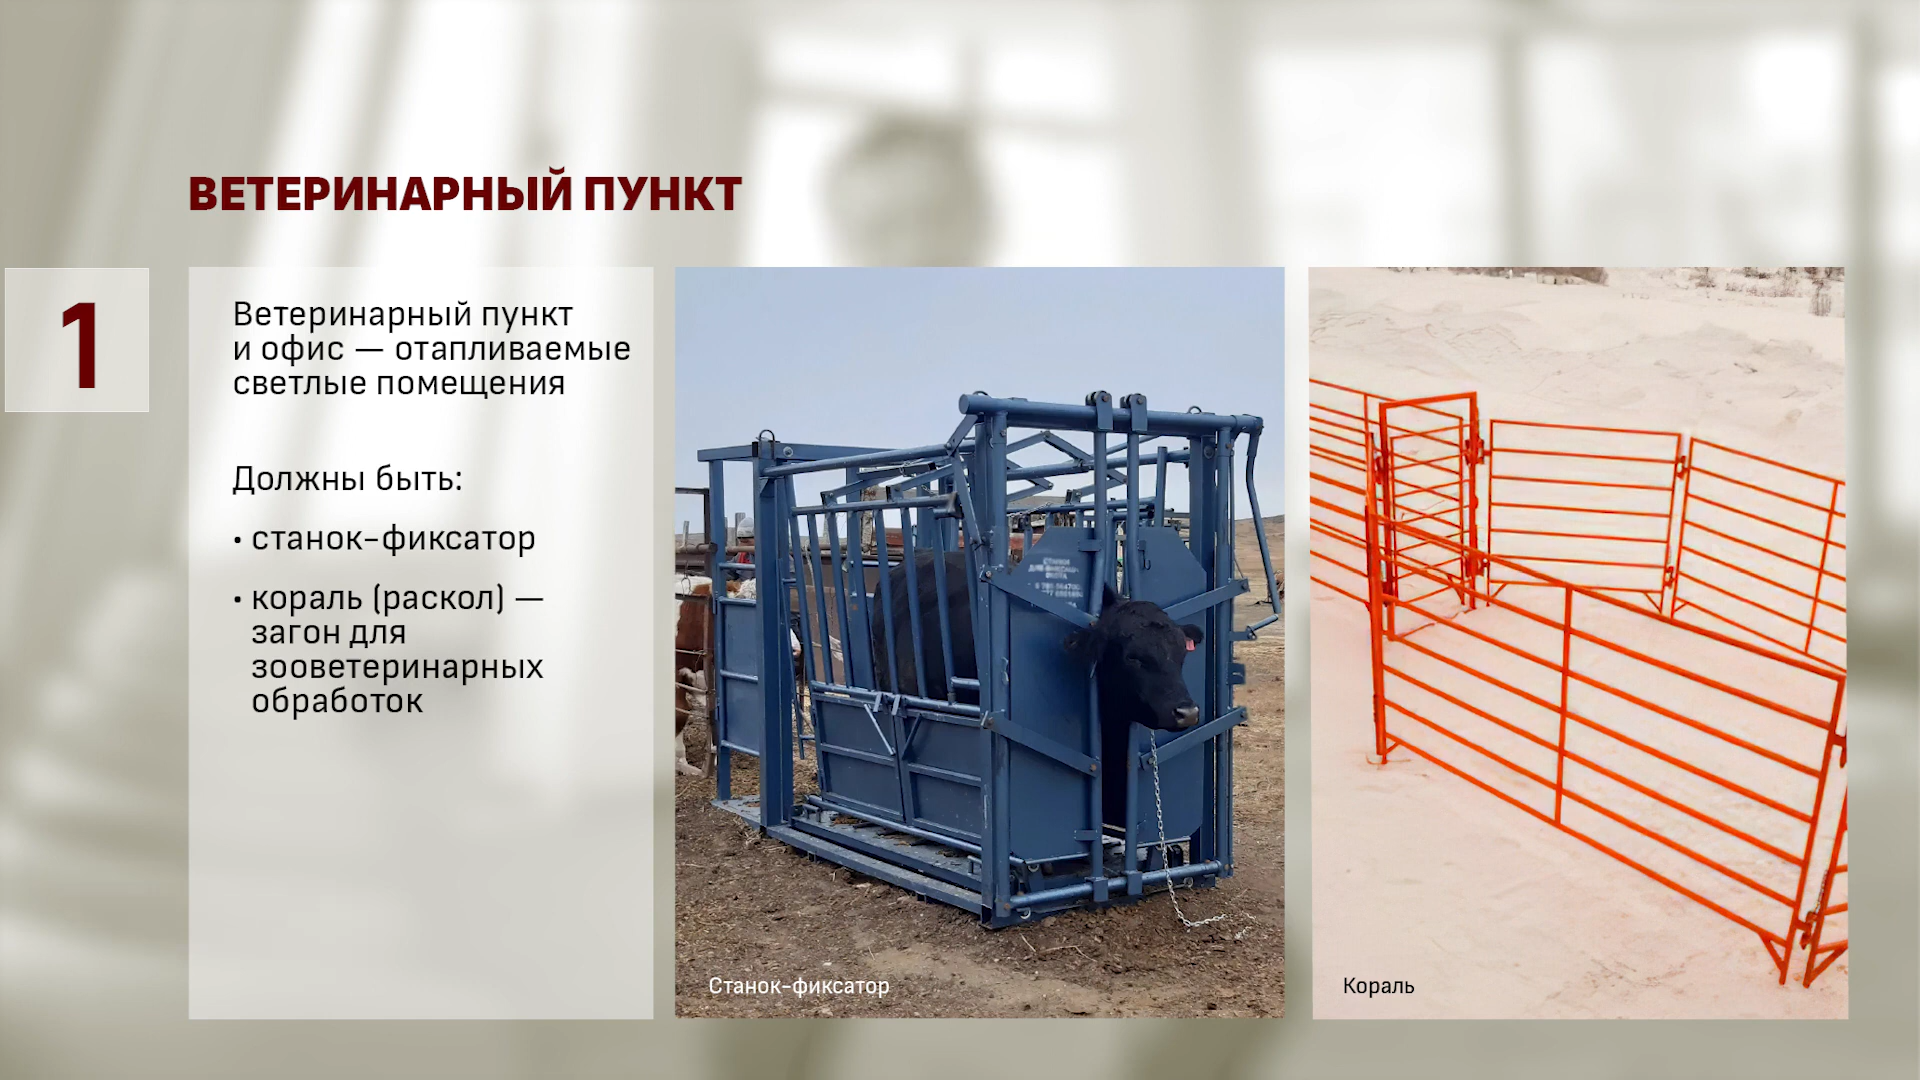 ВЕТЕРИНАРНЫЙ ПУНКТ
1
Ветеринарный пункт
и офис — отапливаемые
светлые помещения
Должны быть:
• станок-фиксатор
• кораль (раскол) —
загон для
зооветеринарных
обработок
Станок-фиксатор
Кораль